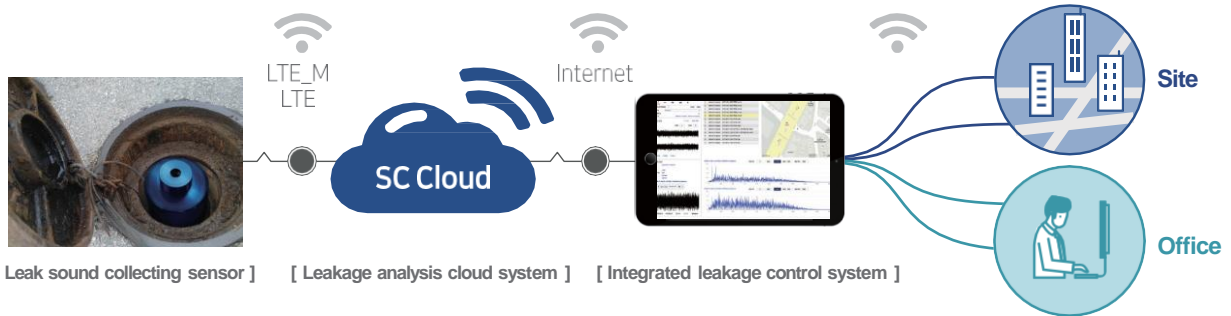 LTE_M
LTE
Internet
SC Cloud
Site
Office
Leak sound collecting sensor ]
[ Leakage analysis cloud system ]
[ Integrated leakage control system ]